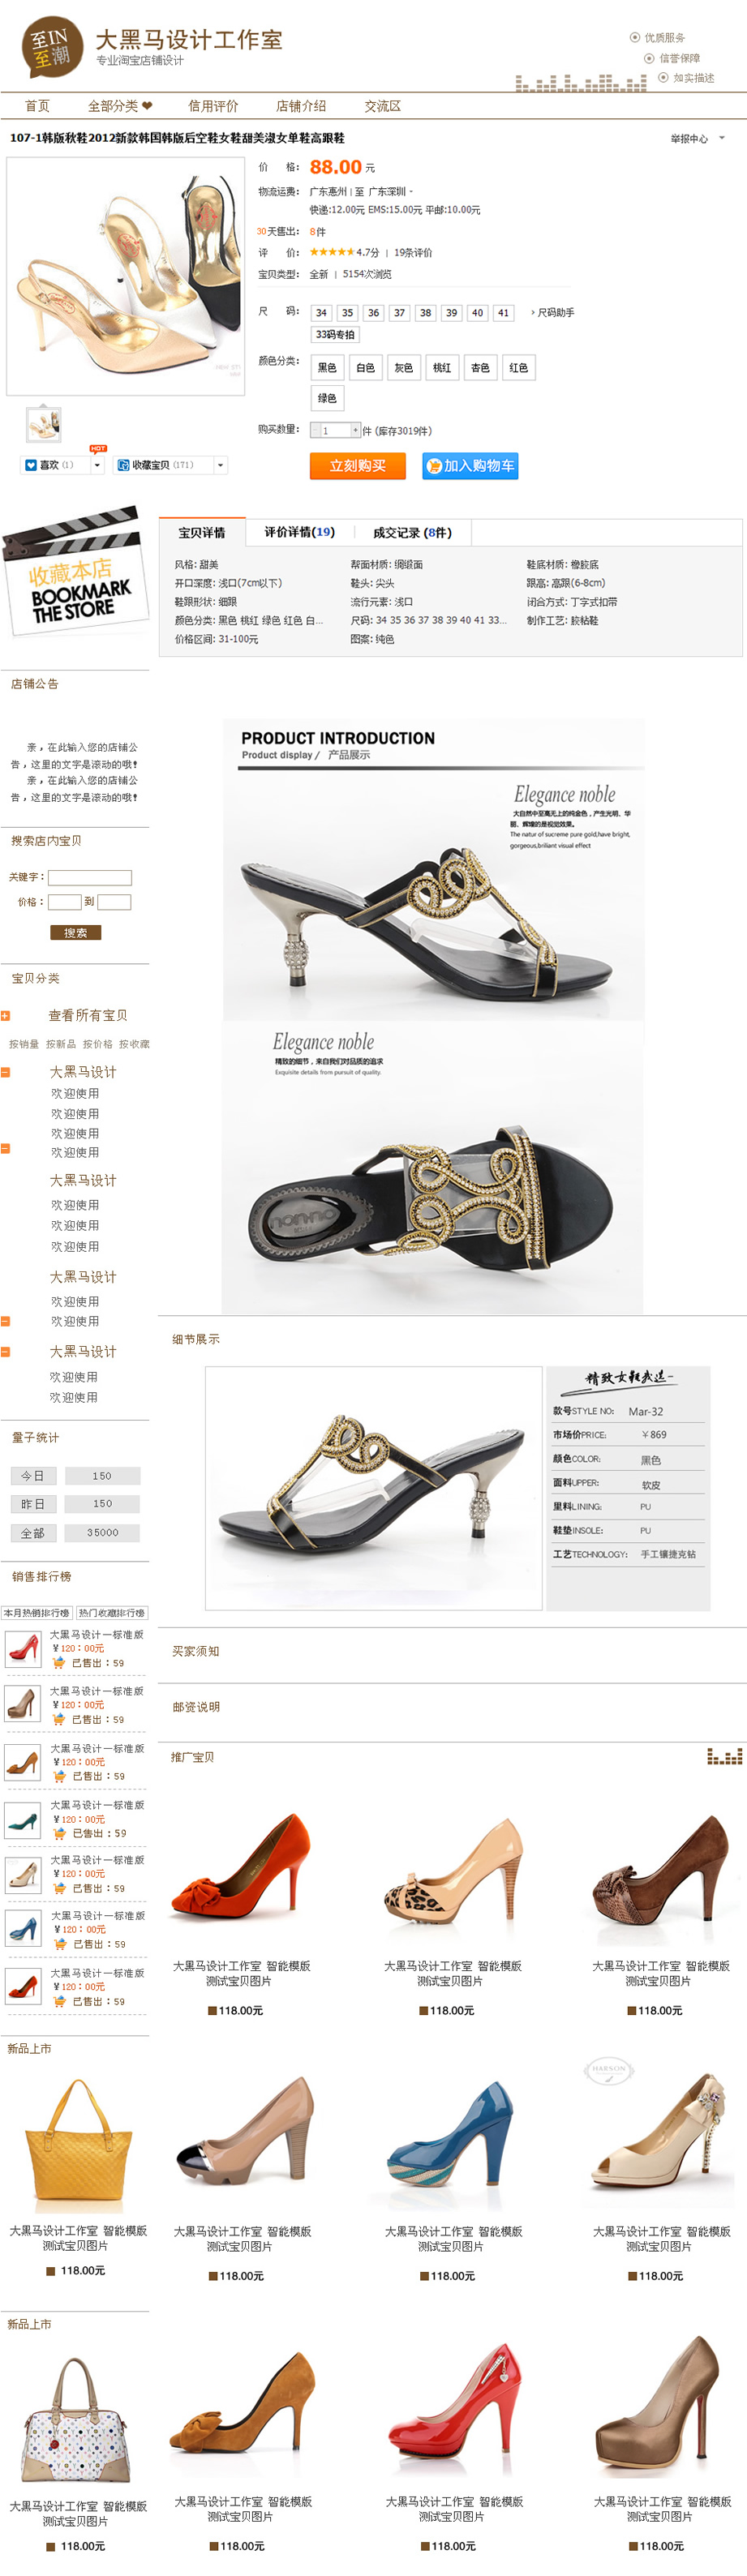 至IN
至潮
大黑马设计工作室
专业淘宝店铺设计
优质服务
信誉保障
如实描述
首页 全部分类❤ 信用评价 店铺介绍 交流区
107-1韩版秋鞋2012新款韩国韩版后空鞋女鞋甜美淑女单鞋高跟鞋
举报中心
价 格: 88.00 元
物流运费: 广东惠州 | 至 广东深圳
快递:12.00元 EMS:15.00元 平邮:10.00元
30天售出: 8件
评 价: ★★★★★ 4.7分 | 19条评价
宝贝类型: 全新 | 5154次浏览
尺 码: 34 35 36 37 38 39 40 41 尺码助手
33码专拍
颜色分类: 黑色 白色 灰色 桃红 杏色 红色
绿色
购买数量: - 1 + 件 (库存3019件)
HOT
喜欢 (1) 收藏宝贝 (171)
立刻购买 加入购物车
收藏本店
BOOKMARK
THE STORE
宝贝详情 评价详情(19) 成交记录 (8件)
风格: 甜美 帮面材质: 绸缎面 鞋底材质: 橡胶底
开口深度: 浅口(7cm以下) 鞋头: 尖头 跟高: 高跟(6-8cm)
鞋跟形状: 细跟 流行元素: 浅口 闭合方式: 丁字式扣带
颜色分类: 黑色 桃红 绿色 红色 白... 尺码: 34 35 36 37 38 39 40 41 33... 制作工艺: 胶粘鞋
价格区间: 31-100元 图案: 纯色
店铺公告
亲，在此输入您的店铺公
告，这里的文字是滚动的哦！
亲，在此输入您的店铺公
告，这里的文字是滚动的哦！
搜索店内宝贝
关键字：
价格： 到
搜索
宝贝分类
查看所有宝贝
按销量 按新品 按价格 按收藏
大黑马设计
欢迎使用
欢迎使用
欢迎使用
欢迎使用
大黑马设计
欢迎使用
欢迎使用
欢迎使用
大黑马设计
欢迎使用
欢迎使用
大黑马设计
欢迎使用
欢迎使用
量子统计
今日 150
昨日 150
全部 35000
销售排行榜
本月热销排行榜 热门收藏排行榜
大黑马设计一标准版
￥120：00元
已售出：59
大黑马设计一标准版
￥120：00元
已售出：59
大黑马设计一标准版
￥120：00元
已售出：59
大黑马设计一标准版
￥120：00元
已售出：59
大黑马设计一标准版
￥120：00元
已售出：59
大黑马设计一标准版
￥120：00元
已售出：59
大黑马设计一标准版
￥120：00元
已售出：59
PRODUCT INTRODUCTION
Product display / 产品展示
Elegance noble
大自然中至高无上的纯金色，产生光明、华
丽、辉煌的是视觉效果。
The natur of sucreme pure gold,have bright,
gorgeous,briliant visual effect
Elegance noble
精致的细节，来自我们对品质的追求
Exquisite details from pursuit of quality.
non-no
细节展示
款号STYLE NO: Mar-32
市场价PRICE: ￥869
颜色COLOR: 黑色
面料UPPER: 软皮
里料LINING: PU
鞋垫INSOLE: PU
工艺TECHNOLOGY: 手工镶捷克钻
买家须知
邮资说明
推广宝贝
大黑马设计工作室 智能模版 大黑马设计工作室 智能模版 大黑马设计工作室 智能模版
测试宝贝图片 测试宝贝图片 测试宝贝图片
118.00元 118.00元 118.00元
新品上市
HARSON
大黑马设计工作室 智能模版 大黑马设计工作室 智能模版 大黑马设计工作室 智能模版 大黑马设计工作室 智能模版
测试宝贝图片 测试宝贝图片 测试宝贝图片 测试宝贝图片
118.00元 118.00元 118.00元 118.00元
新品上市
大黑马设计工作室 智能模版 大黑马设计工作室 智能模版 大黑马设计工作室 智能模版 大黑马设计工作室 智能模版
测试宝贝图片 测试宝贝图片 测试宝贝图片 测试宝贝图片
118.00元 118.00元 118.00元 118.00元